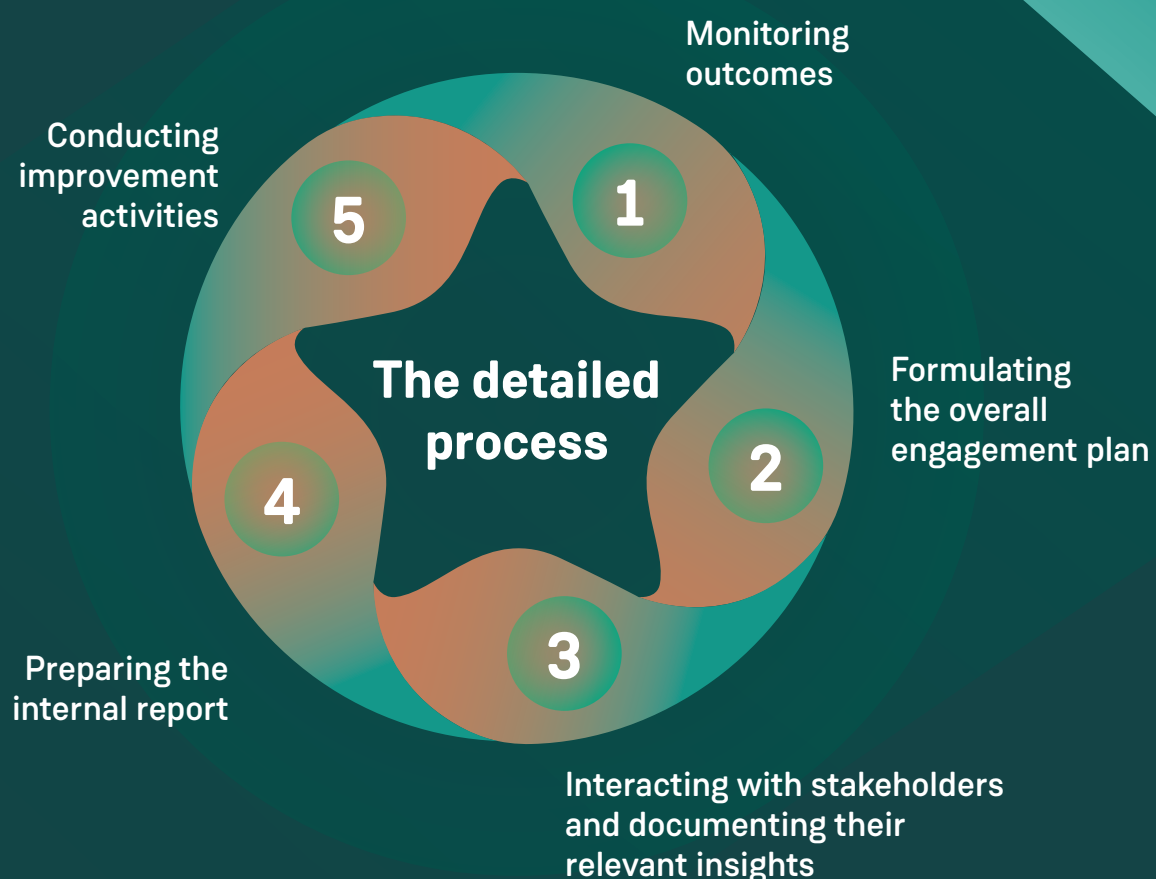 The detailed
process
1
Monitoring
outcomes
2
Formulating
the overall
engagement plan
3
Interacting with stakeholders
and documenting their
relevant insights
4
Preparing the
internal report
5
Conducting
improvement
activities